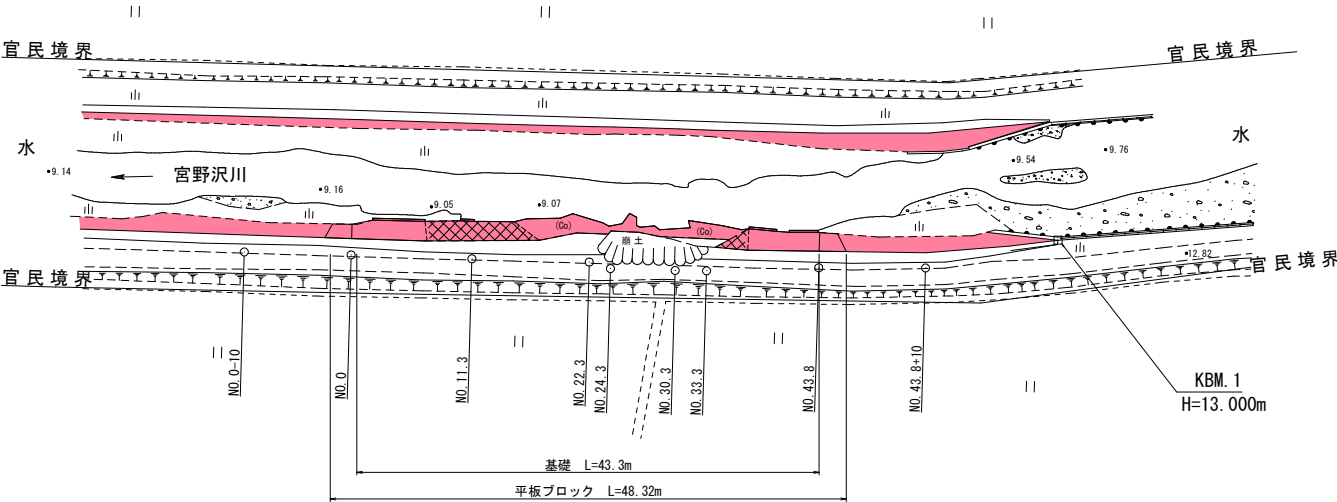 官民境界
官民境界
水
水
宮野沢川
9.14
9.16
9.05
9.07
9.54
9.76
(Co)
(Co)
崩土
12.82
官民境界
官民境界
NO.0-10
NO.0
NO.11.3
NO.22.3
NO.24.3
NO.30.3
NO.33.3
NO.43.8
NO.43.8+10
KBM.1
H=13.000m
基礎 L=43.3m
平板ブロック L=48.32m